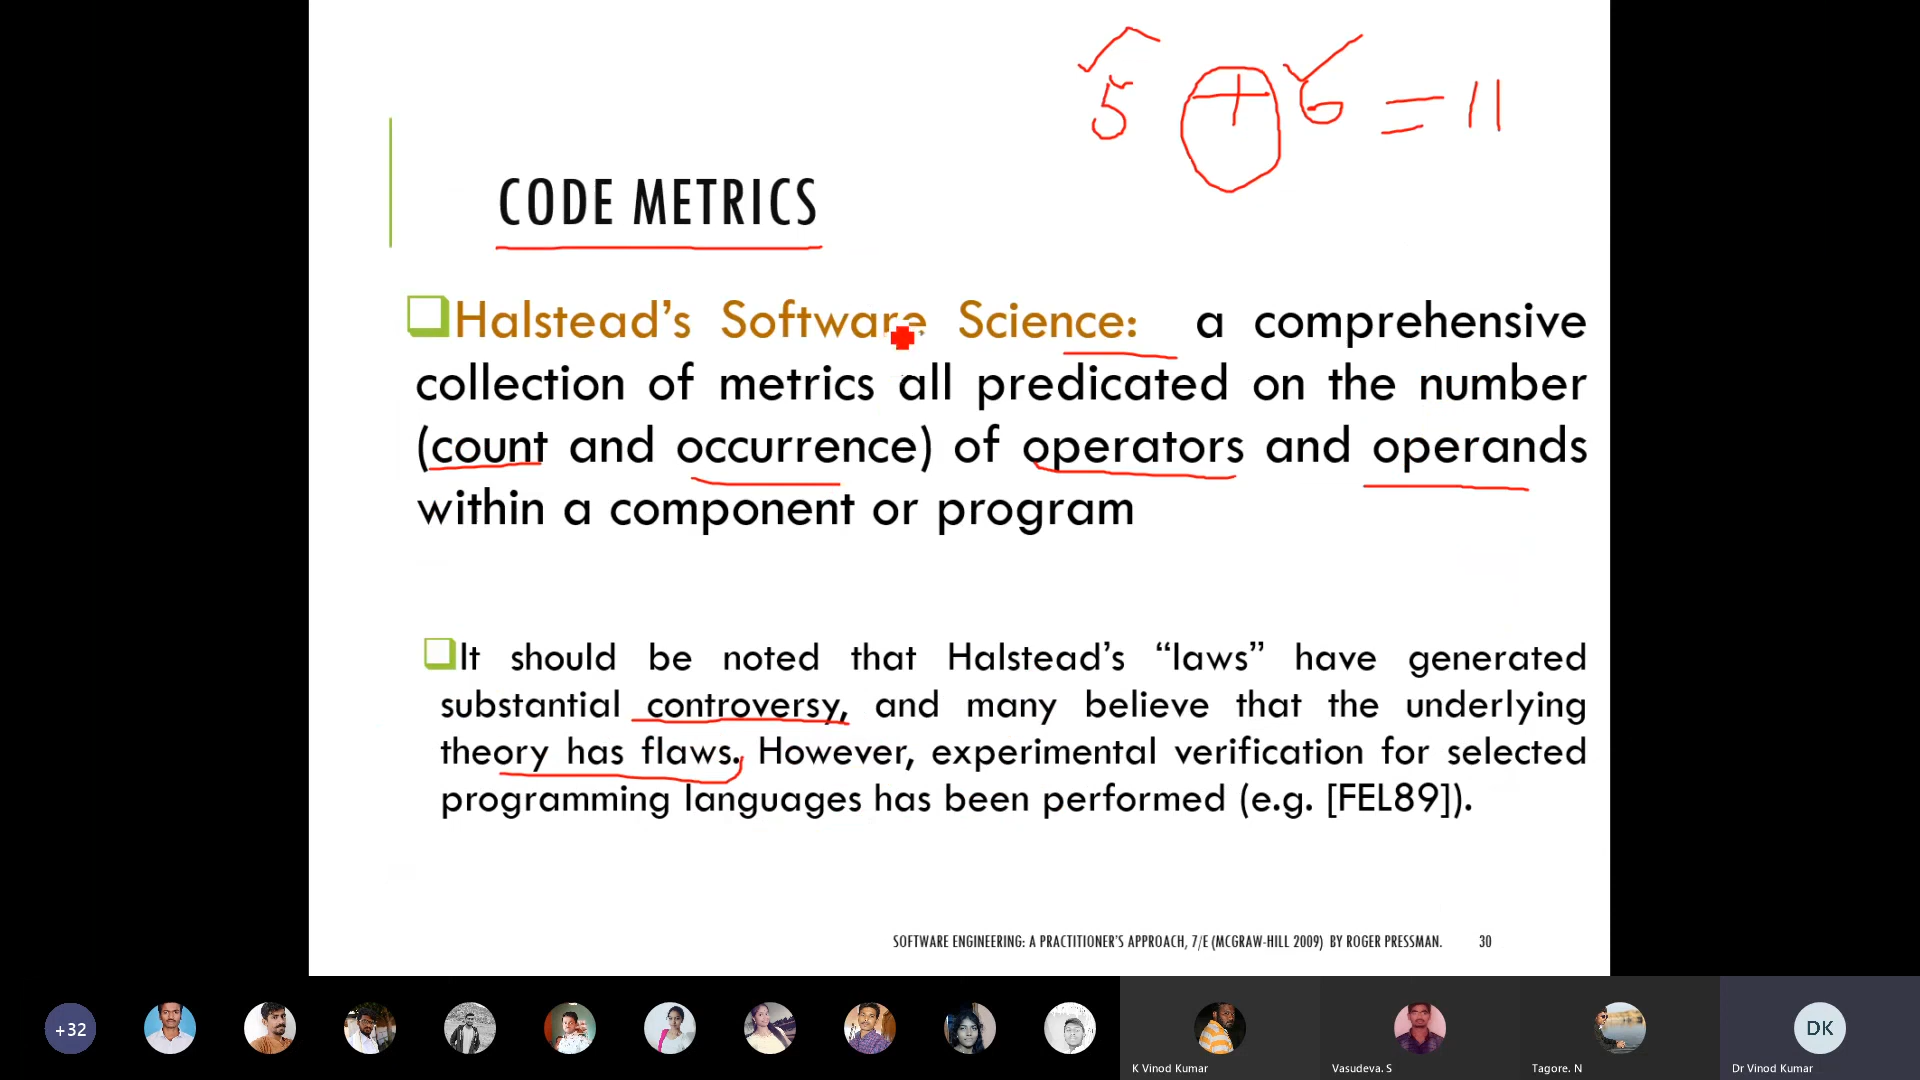 5 + 6 = 11
CODE METRICS
Halstead's Software Science: a comprehensive
collection of metrics all predicated on the number
(count and occurrence) of operators and operands
within a component or program
It should be noted that Halstead's “laws” have generated
substantial controversy, and many believe that the underlying
theory has flaws. However, experimental verification for selected
programming languages has been performed (e.g. [FEL89]).
SOFTWARE ENGINEERING: A PRACTITIONER'S APPROACH, 7/E (MCGRAW-HILL 2009) BY ROGER PRESSMAN. 30
+32
DK
K Vinod Kumar
Vasudeva. S
Tagore. N
Dr Vinod Kumar